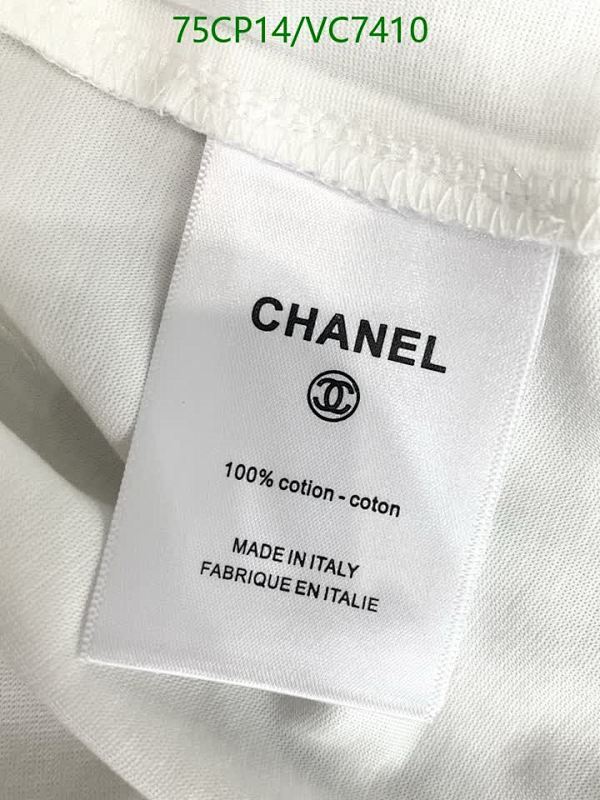 75CP14/VC7410
CHANEL
100% cotion - coton
MADE IN ITALY
FABRIQUE EN ITALIE